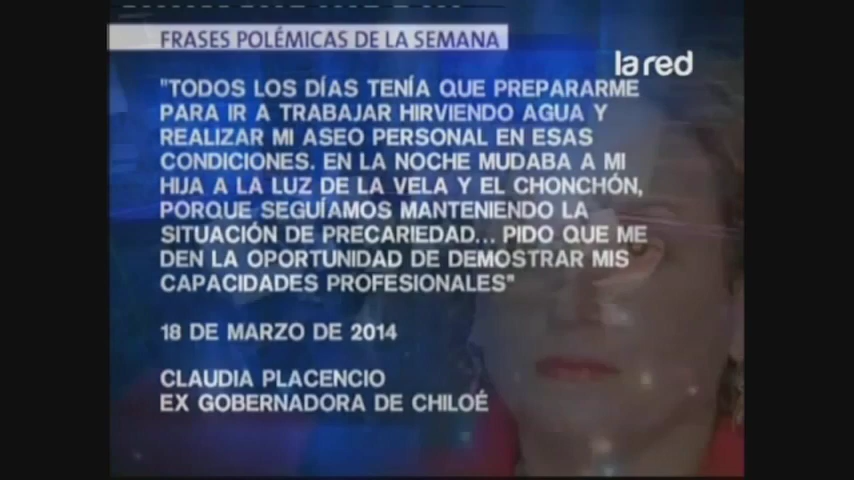 FRASES POLÉMICAS DE LA SEMANA
la red
"TODOS LOS DÍAS TENÍA QUE PREPARARME
PARA IR A TRABAJAR HIRVIENDO AGUA Y
REALIZAR MI ASEO PERSONAL EN ESAS
CONDICIONES. EN LA NOCHE MUDABA A MI
HIJA A LA LUZ DE LA VELA Y EL CHONCHÓN,
PORQUE SEGUÍAMOS MANTENIENDO LA
SITUACIÓN DE PRECARIEDAD... PIDO QUE ME
DEN LA OPORTUNIDAD DE DEMOSTRAR MIS
CAPACIDADES PROFESIONALES"
18 DE MARZO DE 2014
CLAUDIA PLACENCIO
EX GOBERNADORA DE CHILOÉ